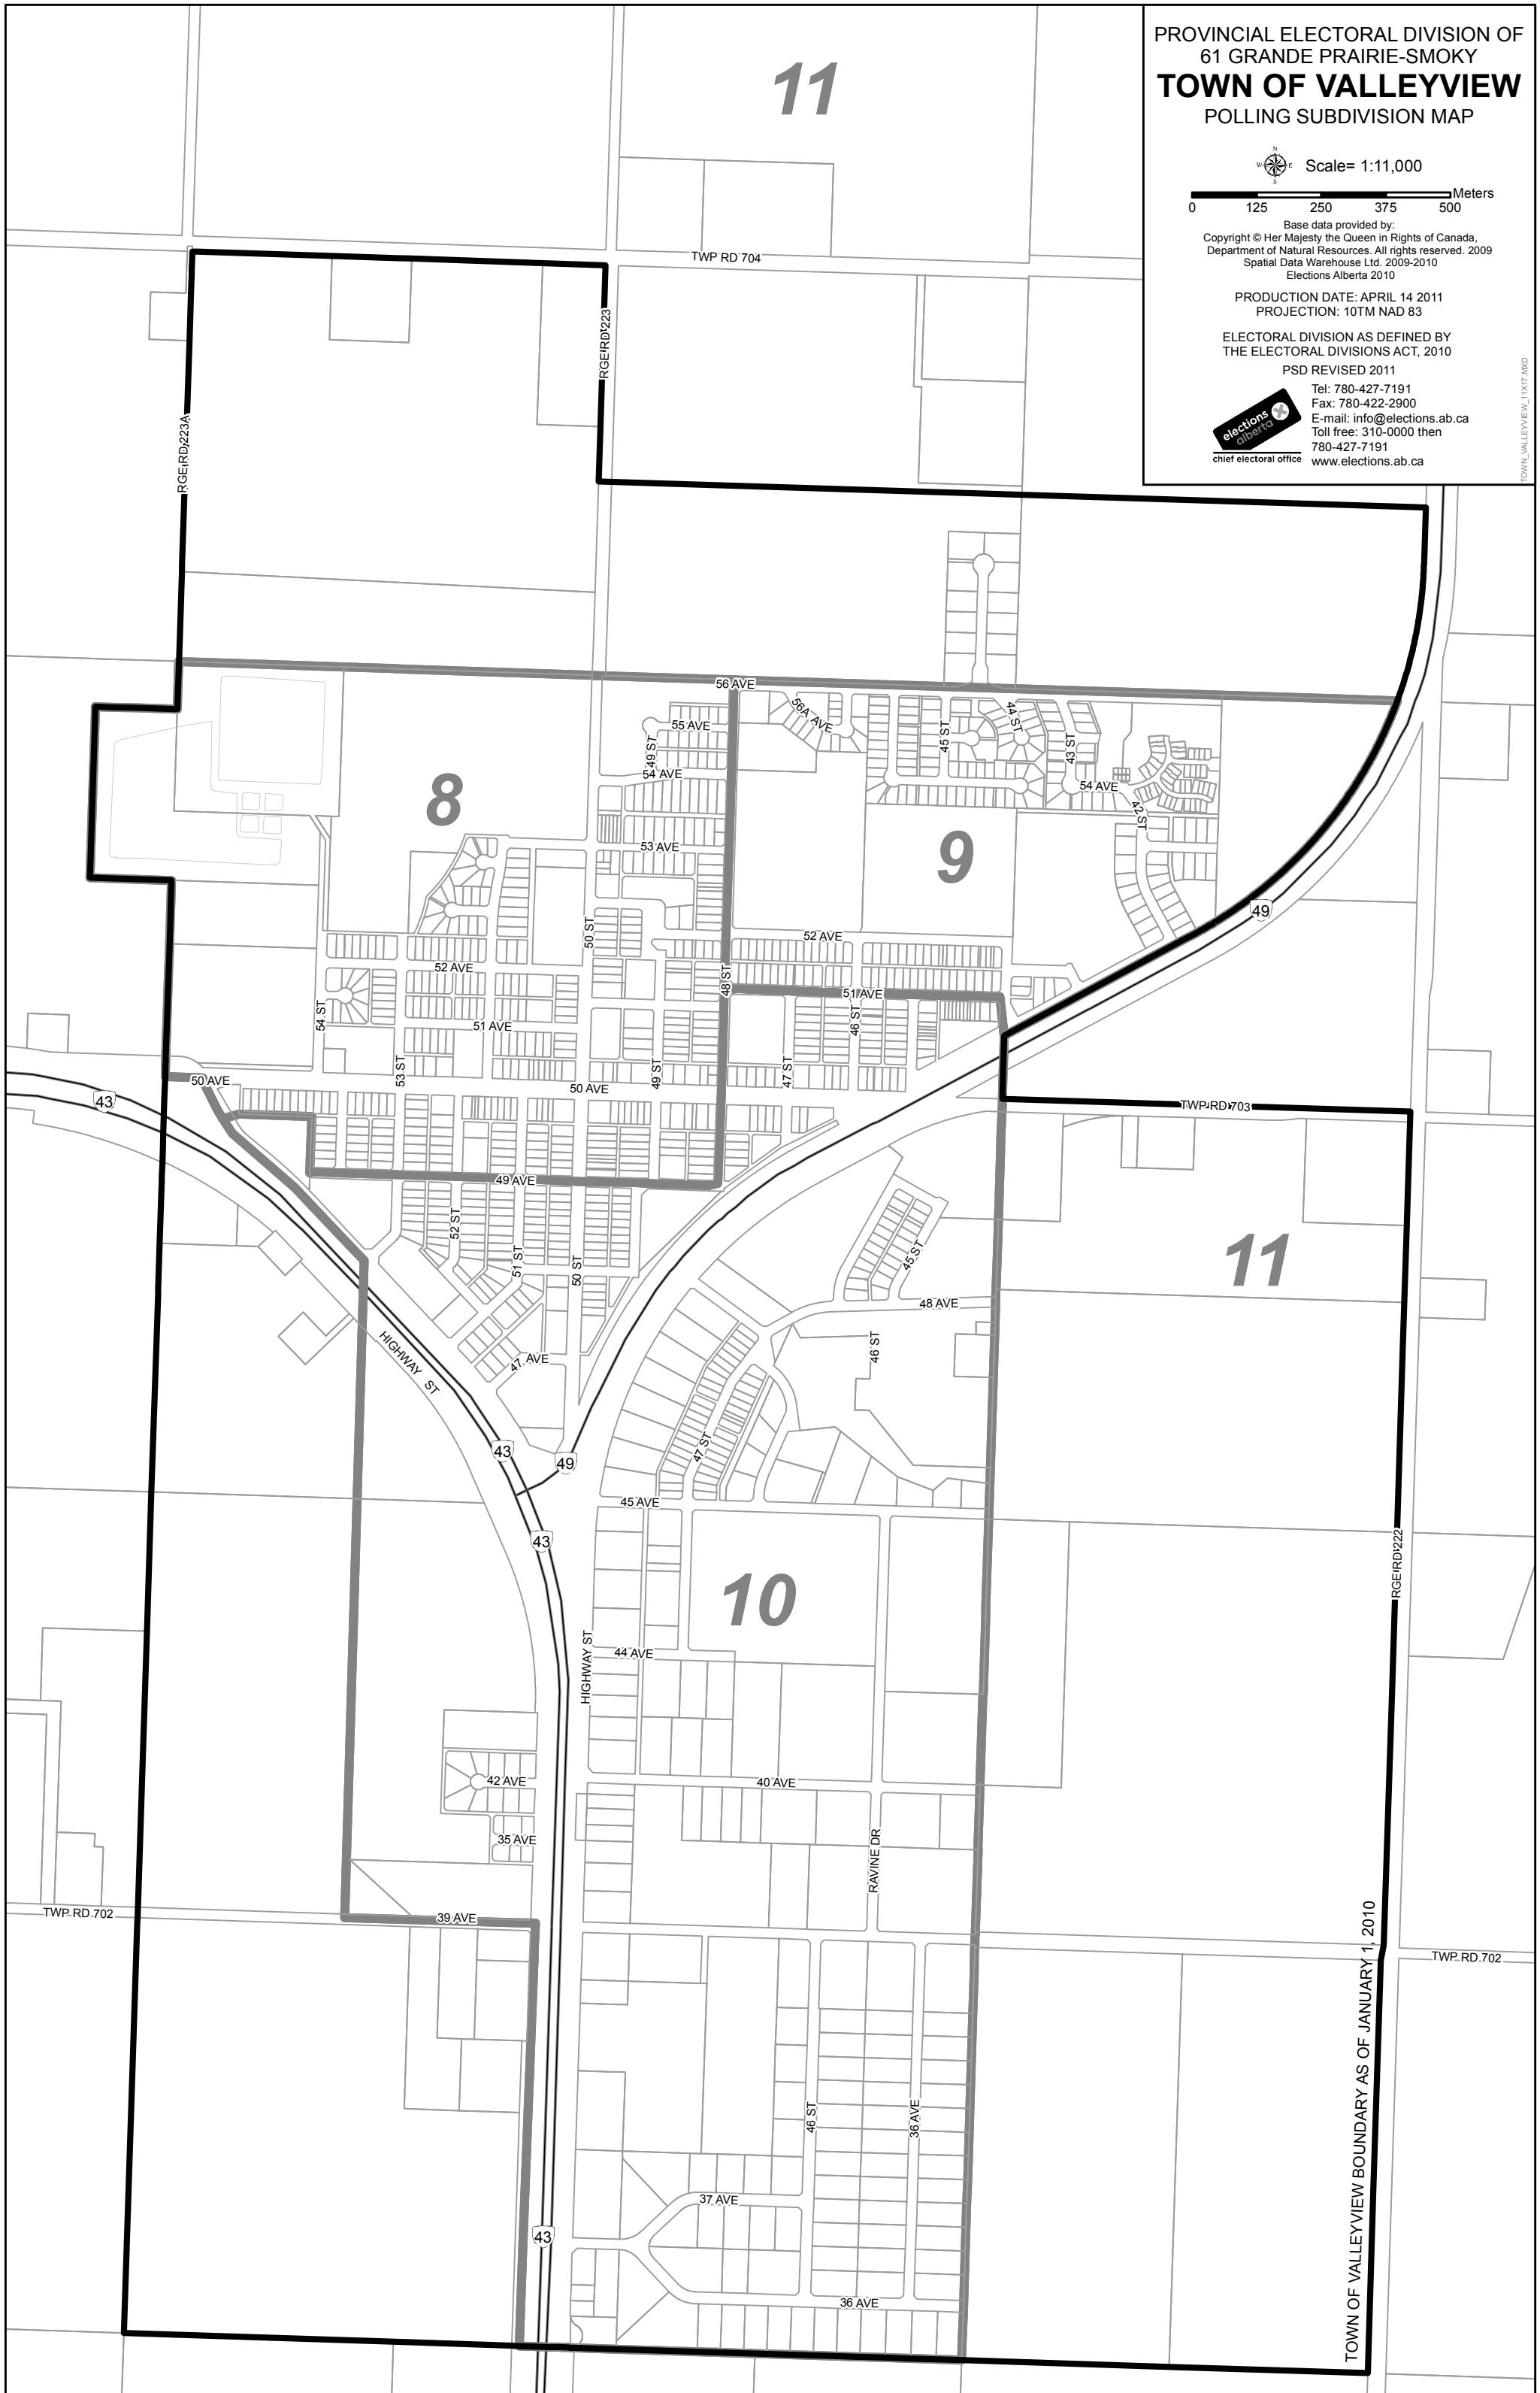 PROVINCIAL ELECTORAL DIVISION OF
61 GRANDE PRAIRIE-SMOKY
TOWN OF VALLEYVIEW
POLLING SUBDIVISION MAP
N
W E
S
Scale= 1:11,000
Meters
0 125 250 375 500
Base data provided by:
Copyright © Her Majesty the Queen in Rights of Canada,
Department of Natural Resources. All rights reserved. 2009
Spatial Data Warehouse Ltd. 2009-2010
Elections Alberta 2010
PRODUCTION DATE: APRIL 14 2011
PROJECTION: 10TM NAD 83
ELECTORAL DIVISION AS DEFINED BY
THE ELECTORAL DIVISIONS ACT, 2010
PSD REVISED 2011
elections
alberta
chief electoral office
Tel: 780-427-7191
Fax: 780-422-2900
E-mail: info@elections.ab.ca
Toll free: 310-0000 then
780-427-7191
www.elections.ab.ca
TOWN_VALLEYVIEW_11X17.MXD
11
TWP RD 704
RGE RD 223
RGE RD 223A
56 AVE
56A AVE
55 AVE
49 ST
54 AVE
45 ST
44 ST
43 ST
54 AVE
42 ST
8
9
53 AVE
49
50 ST
52 AVE
52 AVE
48 ST
51 AVE
54 ST
51 AVE
46 ST
53 ST
49 ST
47 ST
50 AVE
50 AVE
43
TWP RD 703
49 AVE
52 ST
51 ST
50 ST
45 ST
11
48 AVE
46 ST
HIGHWAY ST
47 AVE
43
49
47 ST
45 AVE
43
RGE RD 222
10
HIGHWAY ST
44 AVE
42 AVE
40 AVE
35 AVE
RAVINE DR
TWP RD 702
39 AVE
TWP RD 702
46 ST
36 AVE
37 AVE
43
36 AVE
TOWN OF VALLEYVIEW BOUNDARY AS OF JANUARY 1, 2010